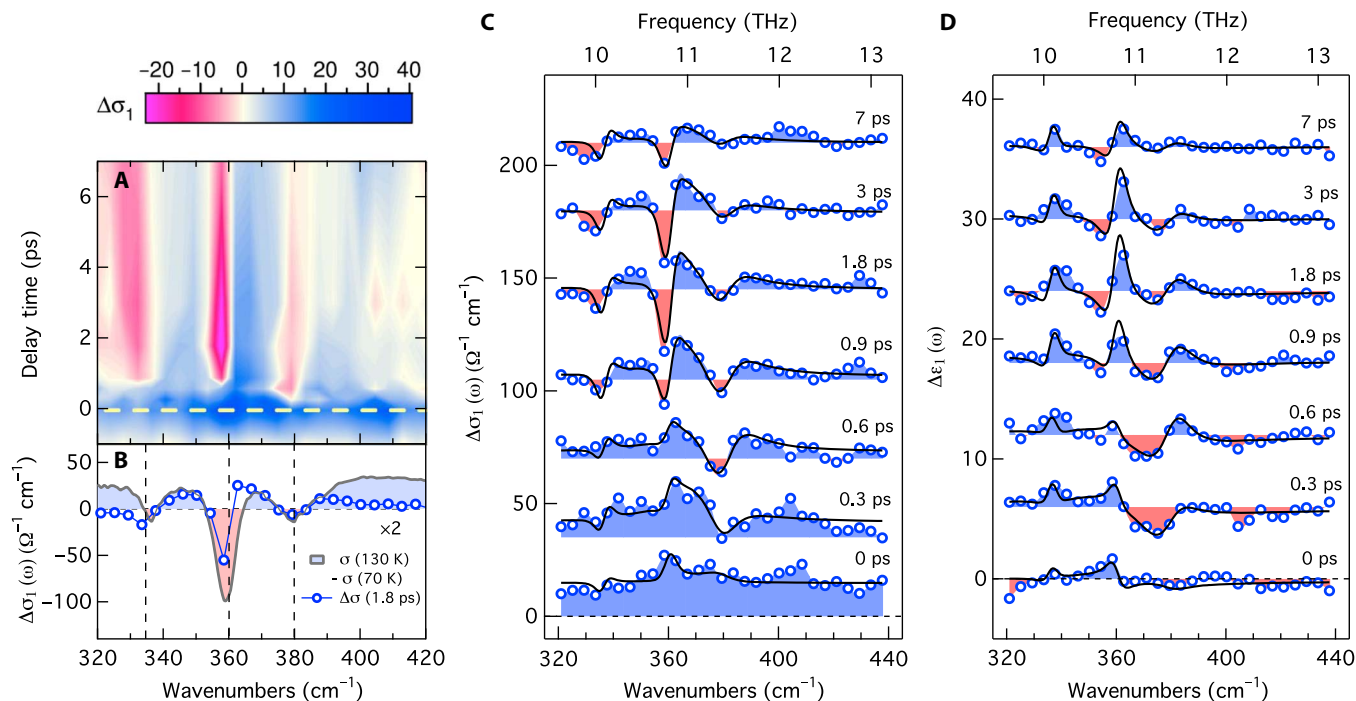 −20 −10 0 10 20 30 40
Δσ₁
A
6
4
2
0
Delay time (ps)
B
50
0
-50
-100
Δσ₁ (ω) (Ω⁻¹ cm⁻¹)
×2
σ (130 K)
- σ (70 K)
Δσ (1.8 ps)
320 340 360 380 400 420
Wavenumbers (cm⁻¹)
C
Frequency (THz)
10 11 12 13
200
150
100
50
0
Δσ₁ (ω) (Ω⁻¹ cm⁻¹)
7 ps
3 ps
1.8 ps
0.9 ps
0.6 ps
0.3 ps
0 ps
320 360 400 440
Wavenumbers (cm⁻¹)
D
Frequency (THz)
10 11 12 13
40
30
20
10
0
Δε₁ (ω)
7 ps
3 ps
1.8 ps
0.9 ps
0.6 ps
0.3 ps
0 ps
320 360 400 440
Wavenumbers (cm⁻¹)